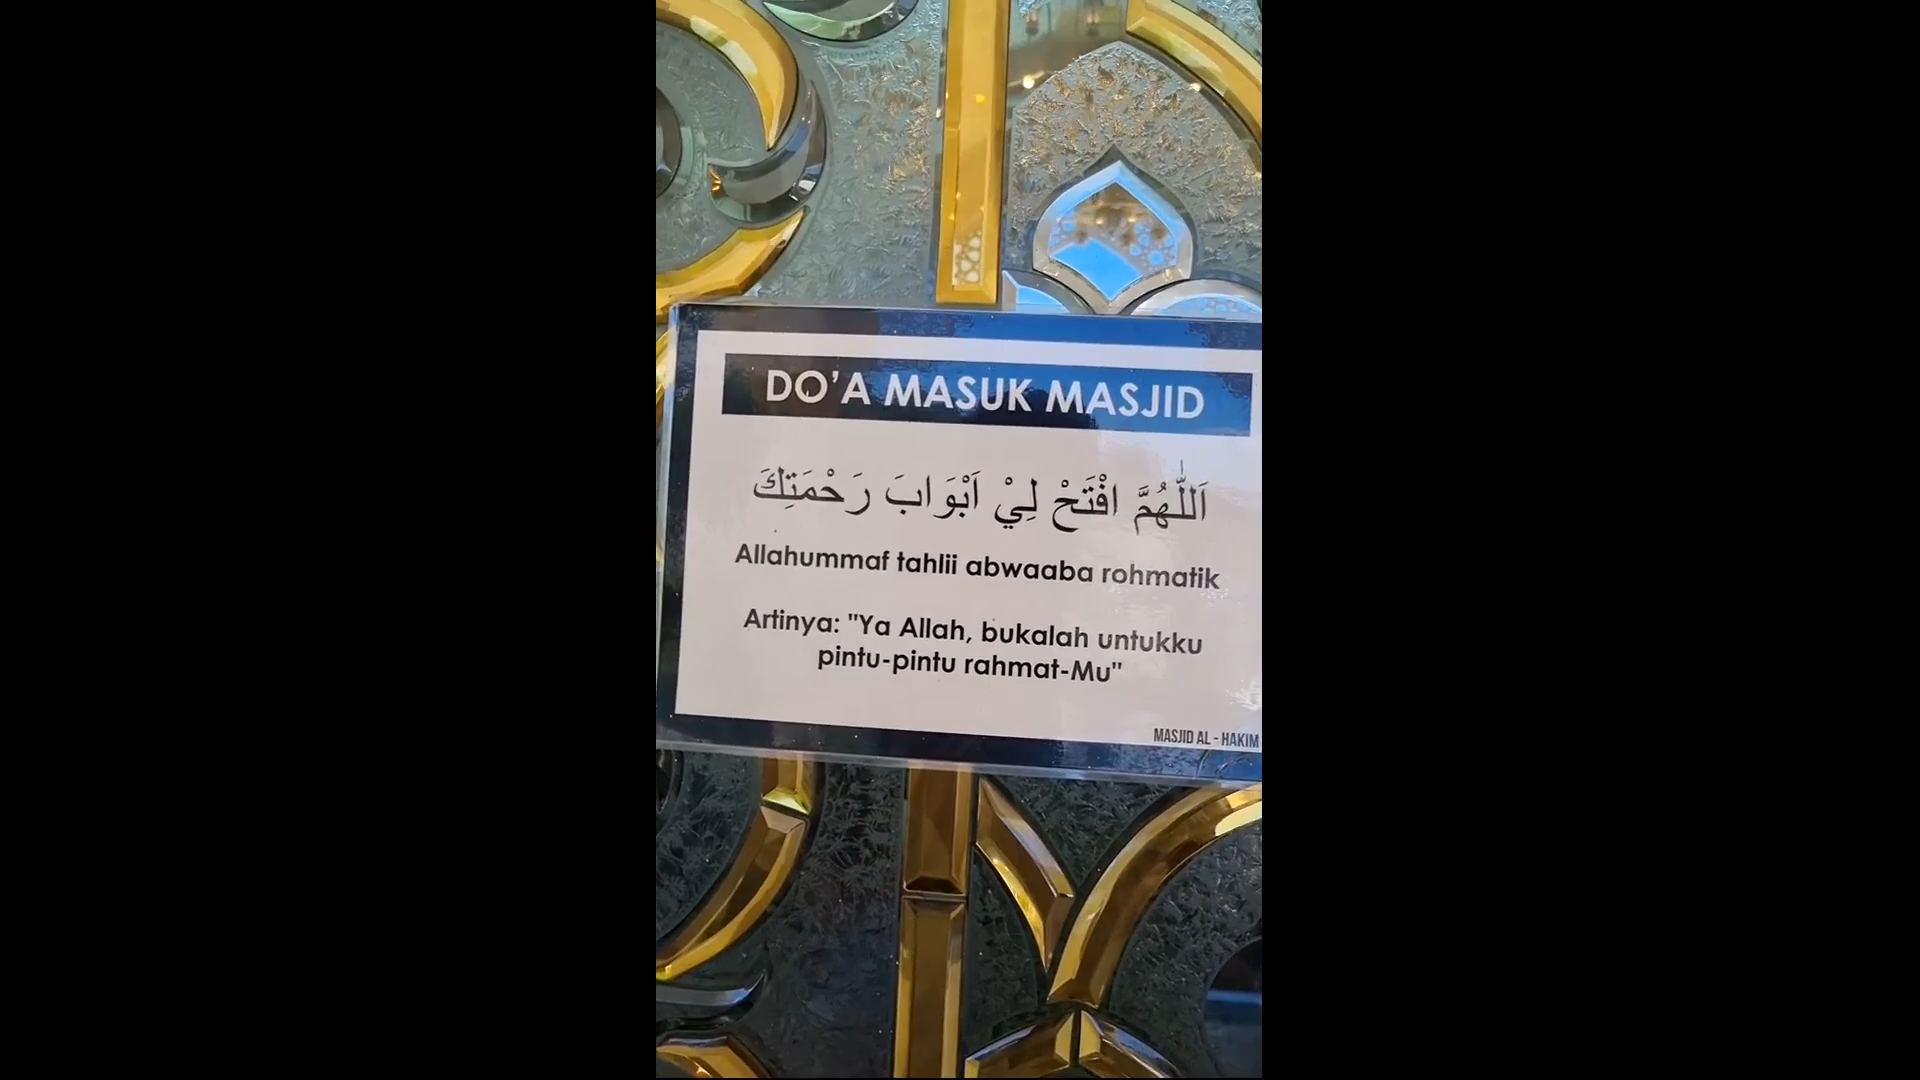 DO'A MASUK MASJID
اَللّٰهُمَّ افْتَحْ لِيْ اَبْوَابَ رَحْمَتِكَ
Allahummaf tahlii abwaaba rohmatik
Artinya: "Ya Allah, bukalah untukku
pintu-pintu rahmat-Mu"
MASJID AL - HAKIM